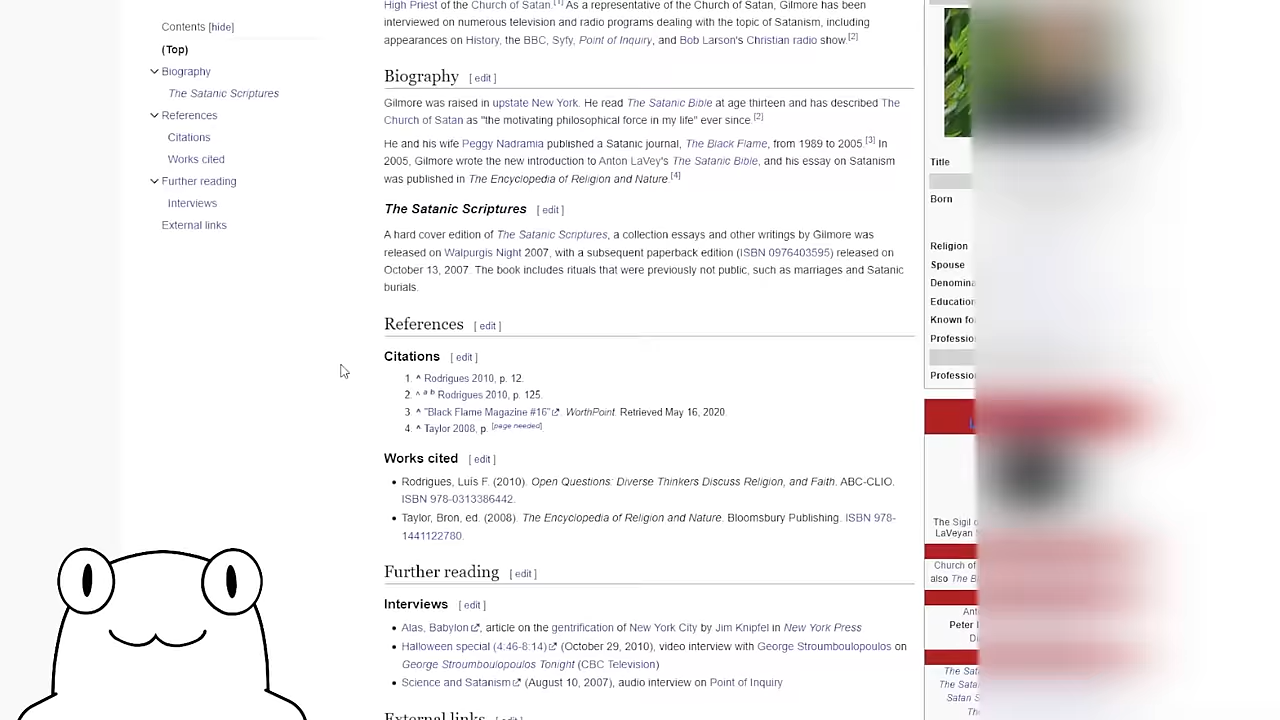 Contents [hide]
(Top)
Biography
The Satanic Scriptures
References
Citations
Works cited
Further reading
Interviews
External links
High Priest of the Church of Satan.[1] As a representative of the Church of Satan, Gilmore has been
interviewed on numerous television and radio programs dealing with the topic of Satanism, including
appearances on History, the BBC, Syfy, Point of Inquiry, and Bob Larson's Christian radio show.[2]
Biography [ edit ]
Gilmore was raised in upstate New York. He read The Satanic Bible at age thirteen and has described The
Church of Satan as "the motivating philosophical force in my life" ever since.[2]
He and his wife Peggy Nadramia published a Satanic journal, The Black Flame, from 1989 to 2005.[3] In
2005, Gilmore wrote the new introduction to Anton LaVey's The Satanic Bible, and his essay on Satanism
was published in The Encyclopedia of Religion and Nature.[4]
The Satanic Scriptures [ edit ]
A hard cover edition of The Satanic Scriptures, a collection essays and other writings by Gilmore was
released on Walpurgis Night 2007, with a subsequent paperback edition (ISBN 0976403595) released on
October 13, 2007. The book includes rituals that were previously not public, such as marriages and Satanic
burials.
References [ edit ]
Citations [ edit ]
1. ^ Rodrigues 2010, p. 12.
2. ^ a b Rodrigues 2010, p. 125.
3. ^ "Black Flame Magazine #16". WorthPoint. Retrieved May 16, 2020.
4. ^ Taylor 2008, p. [page needed]
Works cited [ edit ]
• Rodrigues, Luís F. (2010). Open Questions: Diverse Thinkers Discuss Religion, and Faith. ABC-CLIO.
ISBN 978-0313386442.
• Taylor, Bron, ed. (2008). The Encyclopedia of Religion and Nature. Bloomsbury Publishing. ISBN 978-
1441122780.
Further reading [ edit ]
Interviews [ edit ]
• Alas, Babylon, article on the gentrification of New York City by Jim Knipfel in New York Press
• Halloween special (4:46-8:14) (October 29, 2010), video interview with George Stroumboulopoulos on
George Stroumboulopoulos Tonight (CBC Television)
• Science and Satanism (August 10, 2007), audio interview on Point of Inquiry
External links [ edit ]
Title
Born
Religion
Spouse
Denomina
Education
Known fo
Profession
Profession
The Sigil o
LaVeyan
Church of
also The B
Ant
Peter
The Sata
The Sata
Satan S